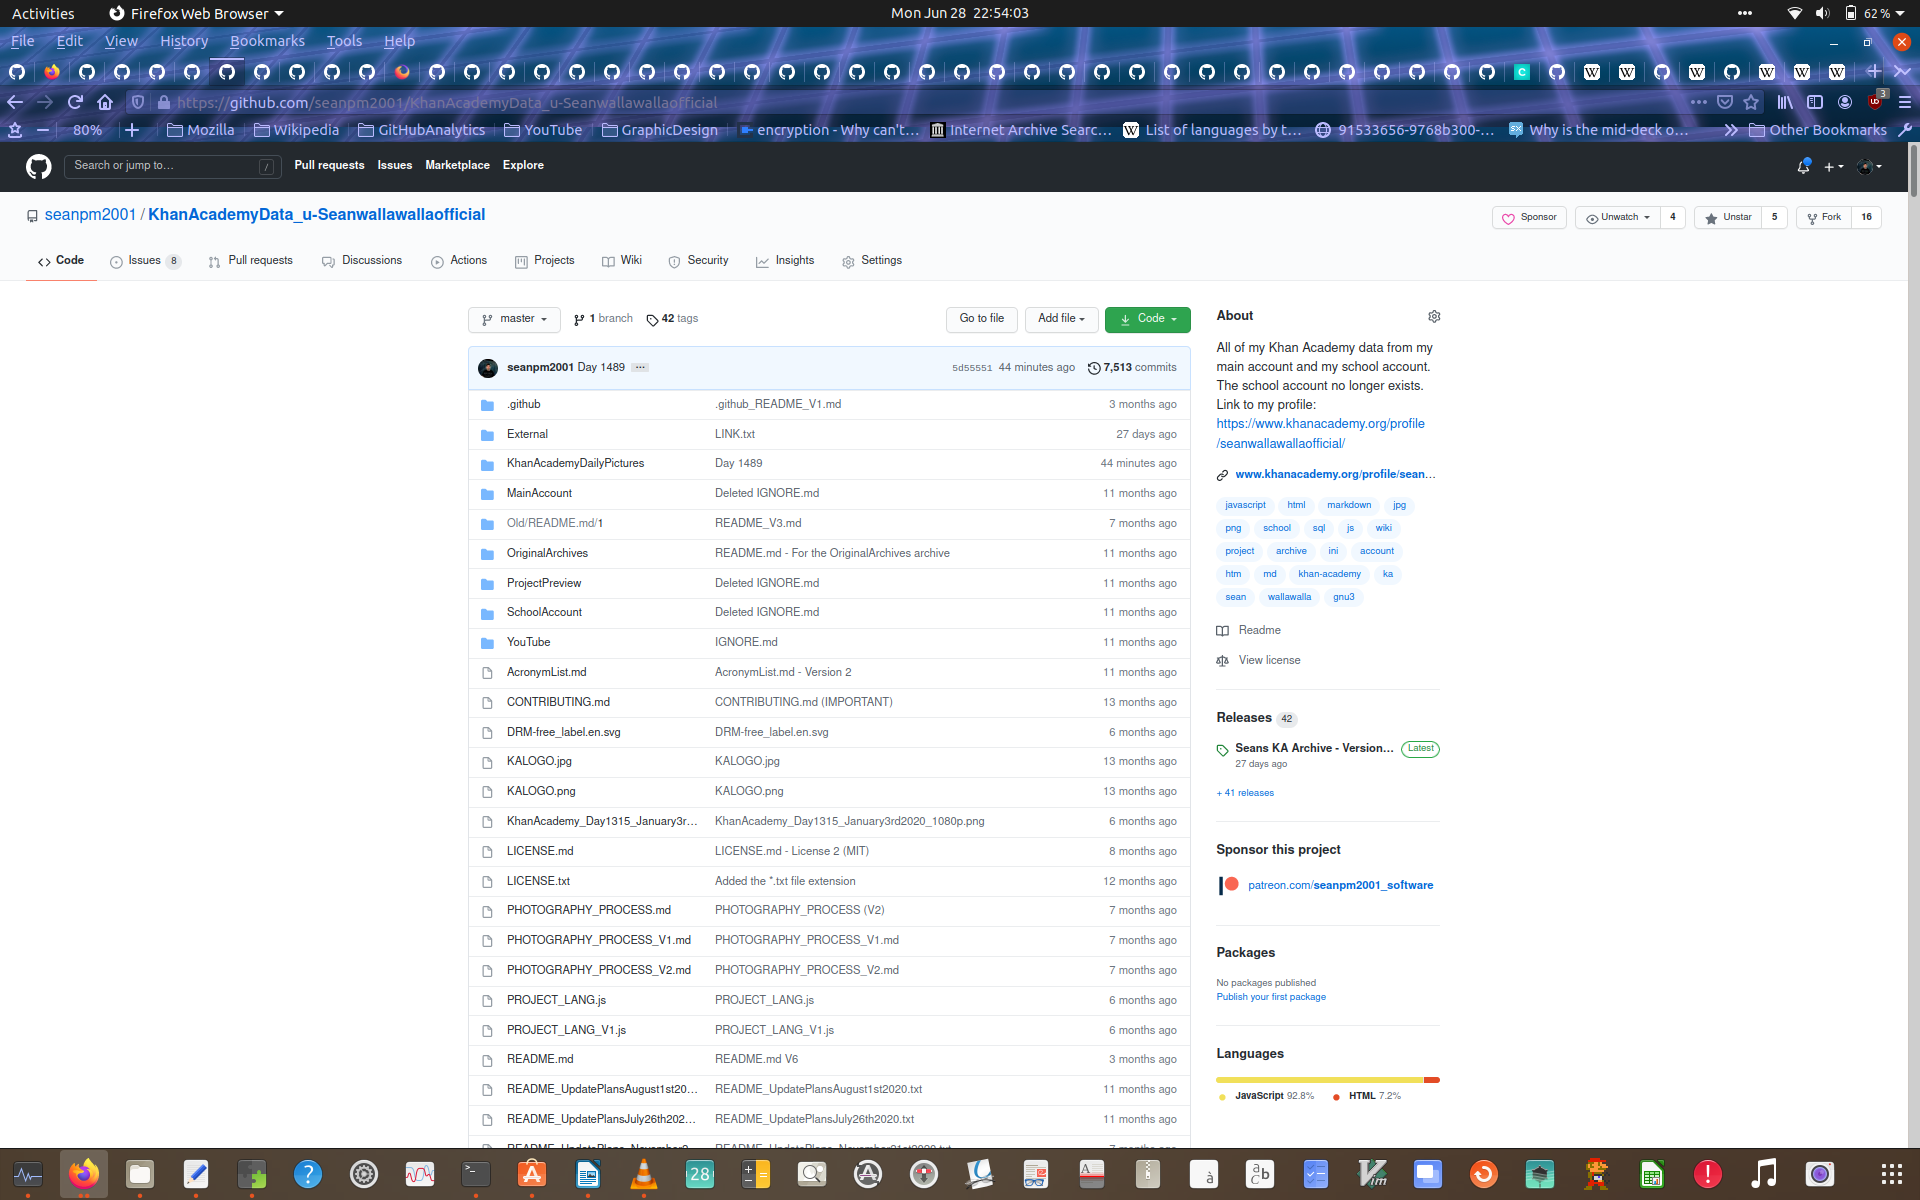 Activities Firefox Web Browser Mon Jun 28 22:54:03 62 %
File Edit View History Bookmarks Tools Help
https://github.com/seanpm2001/KhanAcademyData_u-Seanwallawallaofficial 3
80% Mozilla Wikipedia GitHubAnalytics YouTube GraphicDesign encryption - Why can't… Internet Archive Searc… List of languages by t… 91533656-9768b300-… Why is the mid-deck o… Other Bookmarks
Search or jump to… / Pull requests Issues Marketplace Explore
seanpm2001 / KhanAcademyData_u-Seanwallawallaofficial Sponsor Unwatch 4 Unstar 5 Fork 16
Code Issues 8 Pull requests Discussions Actions Projects Wiki Security Insights Settings
master 1 branch 42 tags Go to file Add file Code
seanpm2001 Day 1489 … 5d55551 44 minutes ago 7,513 commits
.github .github_README_V1.md 3 months ago
External LINK.txt 27 days ago
KhanAcademyDailyPictures Day 1489 44 minutes ago
MainAccount Deleted IGNORE.md 11 months ago
Old/README.md/1 README_V3.md 7 months ago
OriginalArchives README.md - For the OriginalArchives archive 11 months ago
ProjectPreview Deleted IGNORE.md 11 months ago
SchoolAccount Deleted IGNORE.md 11 months ago
YouTube IGNORE.md 11 months ago
AcronymList.md AcronymList.md - Version 2 11 months ago
CONTRIBUTING.md CONTRIBUTING.md (IMPORTANT) 13 months ago
DRM-free_label.en.svg DRM-free_label.en.svg 6 months ago
KALOGO.jpg KALOGO.jpg 13 months ago
KALOGO.png KALOGO.png 13 months ago
KhanAcademy_Day1315_January3r… KhanAcademy_Day1315_January3rd2020_1080p.png 6 months ago
LICENSE.md LICENSE.md - License 2 (MIT) 8 months ago
LICENSE.txt Added the *.txt file extension 12 months ago
PHOTOGRAPHY_PROCESS.md PHOTOGRAPHY_PROCESS (V2) 7 months ago
PHOTOGRAPHY_PROCESS_V1.md PHOTOGRAPHY_PROCESS_V1.md 7 months ago
PHOTOGRAPHY_PROCESS_V2.md PHOTOGRAPHY_PROCESS_V2.md 7 months ago
PROJECT_LANG.js PROJECT_LANG.js 6 months ago
PROJECT_LANG_V1.js PROJECT_LANG_V1.js 6 months ago
README.md README.md V6 3 months ago
README_UpdatePlansAugust1st20… README_UpdatePlansAugust1st2020.txt 11 months ago
README_UpdatePlansJuly26th202… README_UpdatePlansJuly26th2020.txt 11 months ago
About
All of my Khan Academy data from my
main account and my school account.
The school account no longer exists.
Link to my profile:
https://www.khanacademy.org/profile
/seanwallawallaofficial/
www.khanacademy.org/profile/sean…
javascript html markdown jpg
png school sql js wiki
project archive ini account
htm md khan-academy ka
sean wallawalla gnu3
Readme
View license
Releases 42
Seans KA Archive - Version… Latest
27 days ago
+ 41 releases
Sponsor this project
patreon.com/seanpm2001_software
Packages
No packages published
Publish your first package
Languages
JavaScript 92.8% HTML 7.2%
28